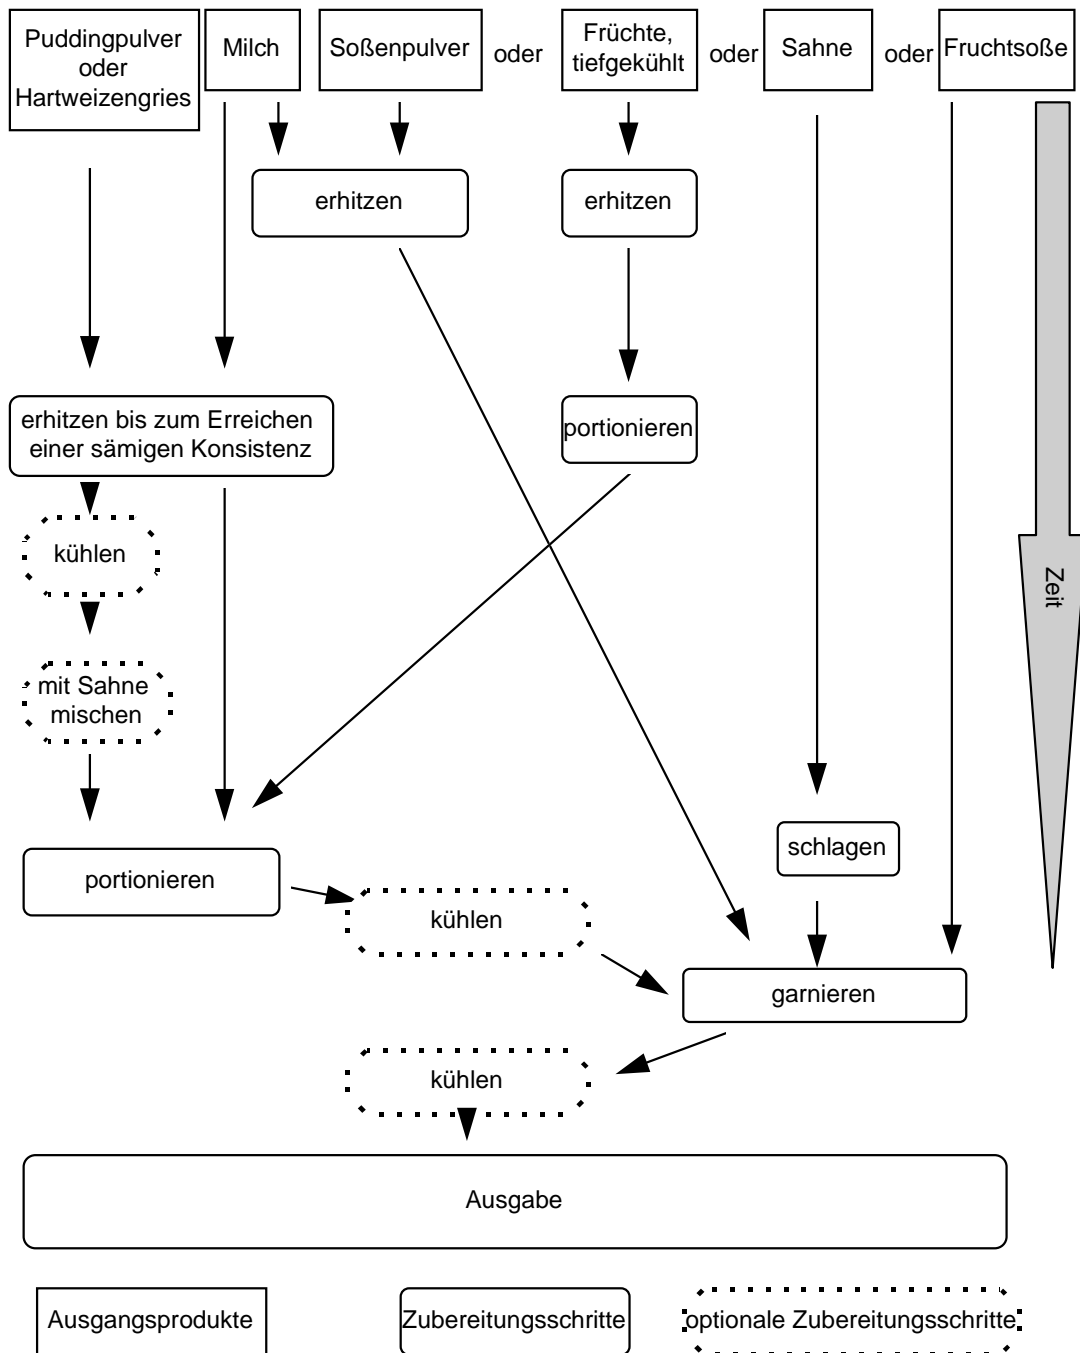 Puddingpulver
oder
Hartweizengries
Milch
Soßenpulver
oder
Früchte,
tiefgekühlt
oder
Sahne
oder
Fruchtsoße
erhitzen
erhitzen
erhitzen bis zum Erreichen
einer sämigen Konsistenz
portionieren
kühlen
Zeit
mit Sahne
mischen
schlagen
portionieren
kühlen
garnieren
kühlen
Ausgabe
Ausgangsprodukte
Zubereitungsschritte
optionale Zubereitungsschritte